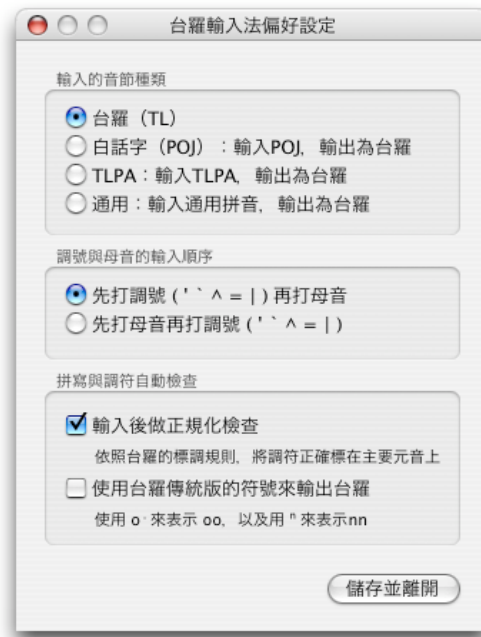 台羅輸入法偏好設定
輸入的音節種類
台羅（TL）
白話字（POJ）：輸入POJ，輸出為台羅
TLPA：輸入TLPA，輸出為台羅
通用：輸入通用拼音，輸出為台羅
調號與母音的輸入順序
先打調號 ( ' ` ^ = | ) 再打母音
先打母音再打調號 ( ' ` ^ = | )
拼寫與調符自動檢查
輸入後做正規化檢查
依照台羅的標調規則，將調符正確標在主要元音上
使用台羅傳統版的符號來輸出台羅
使用 o͘ 來表示 oo，以及用 ⁿ 來表示nn
儲存並離開